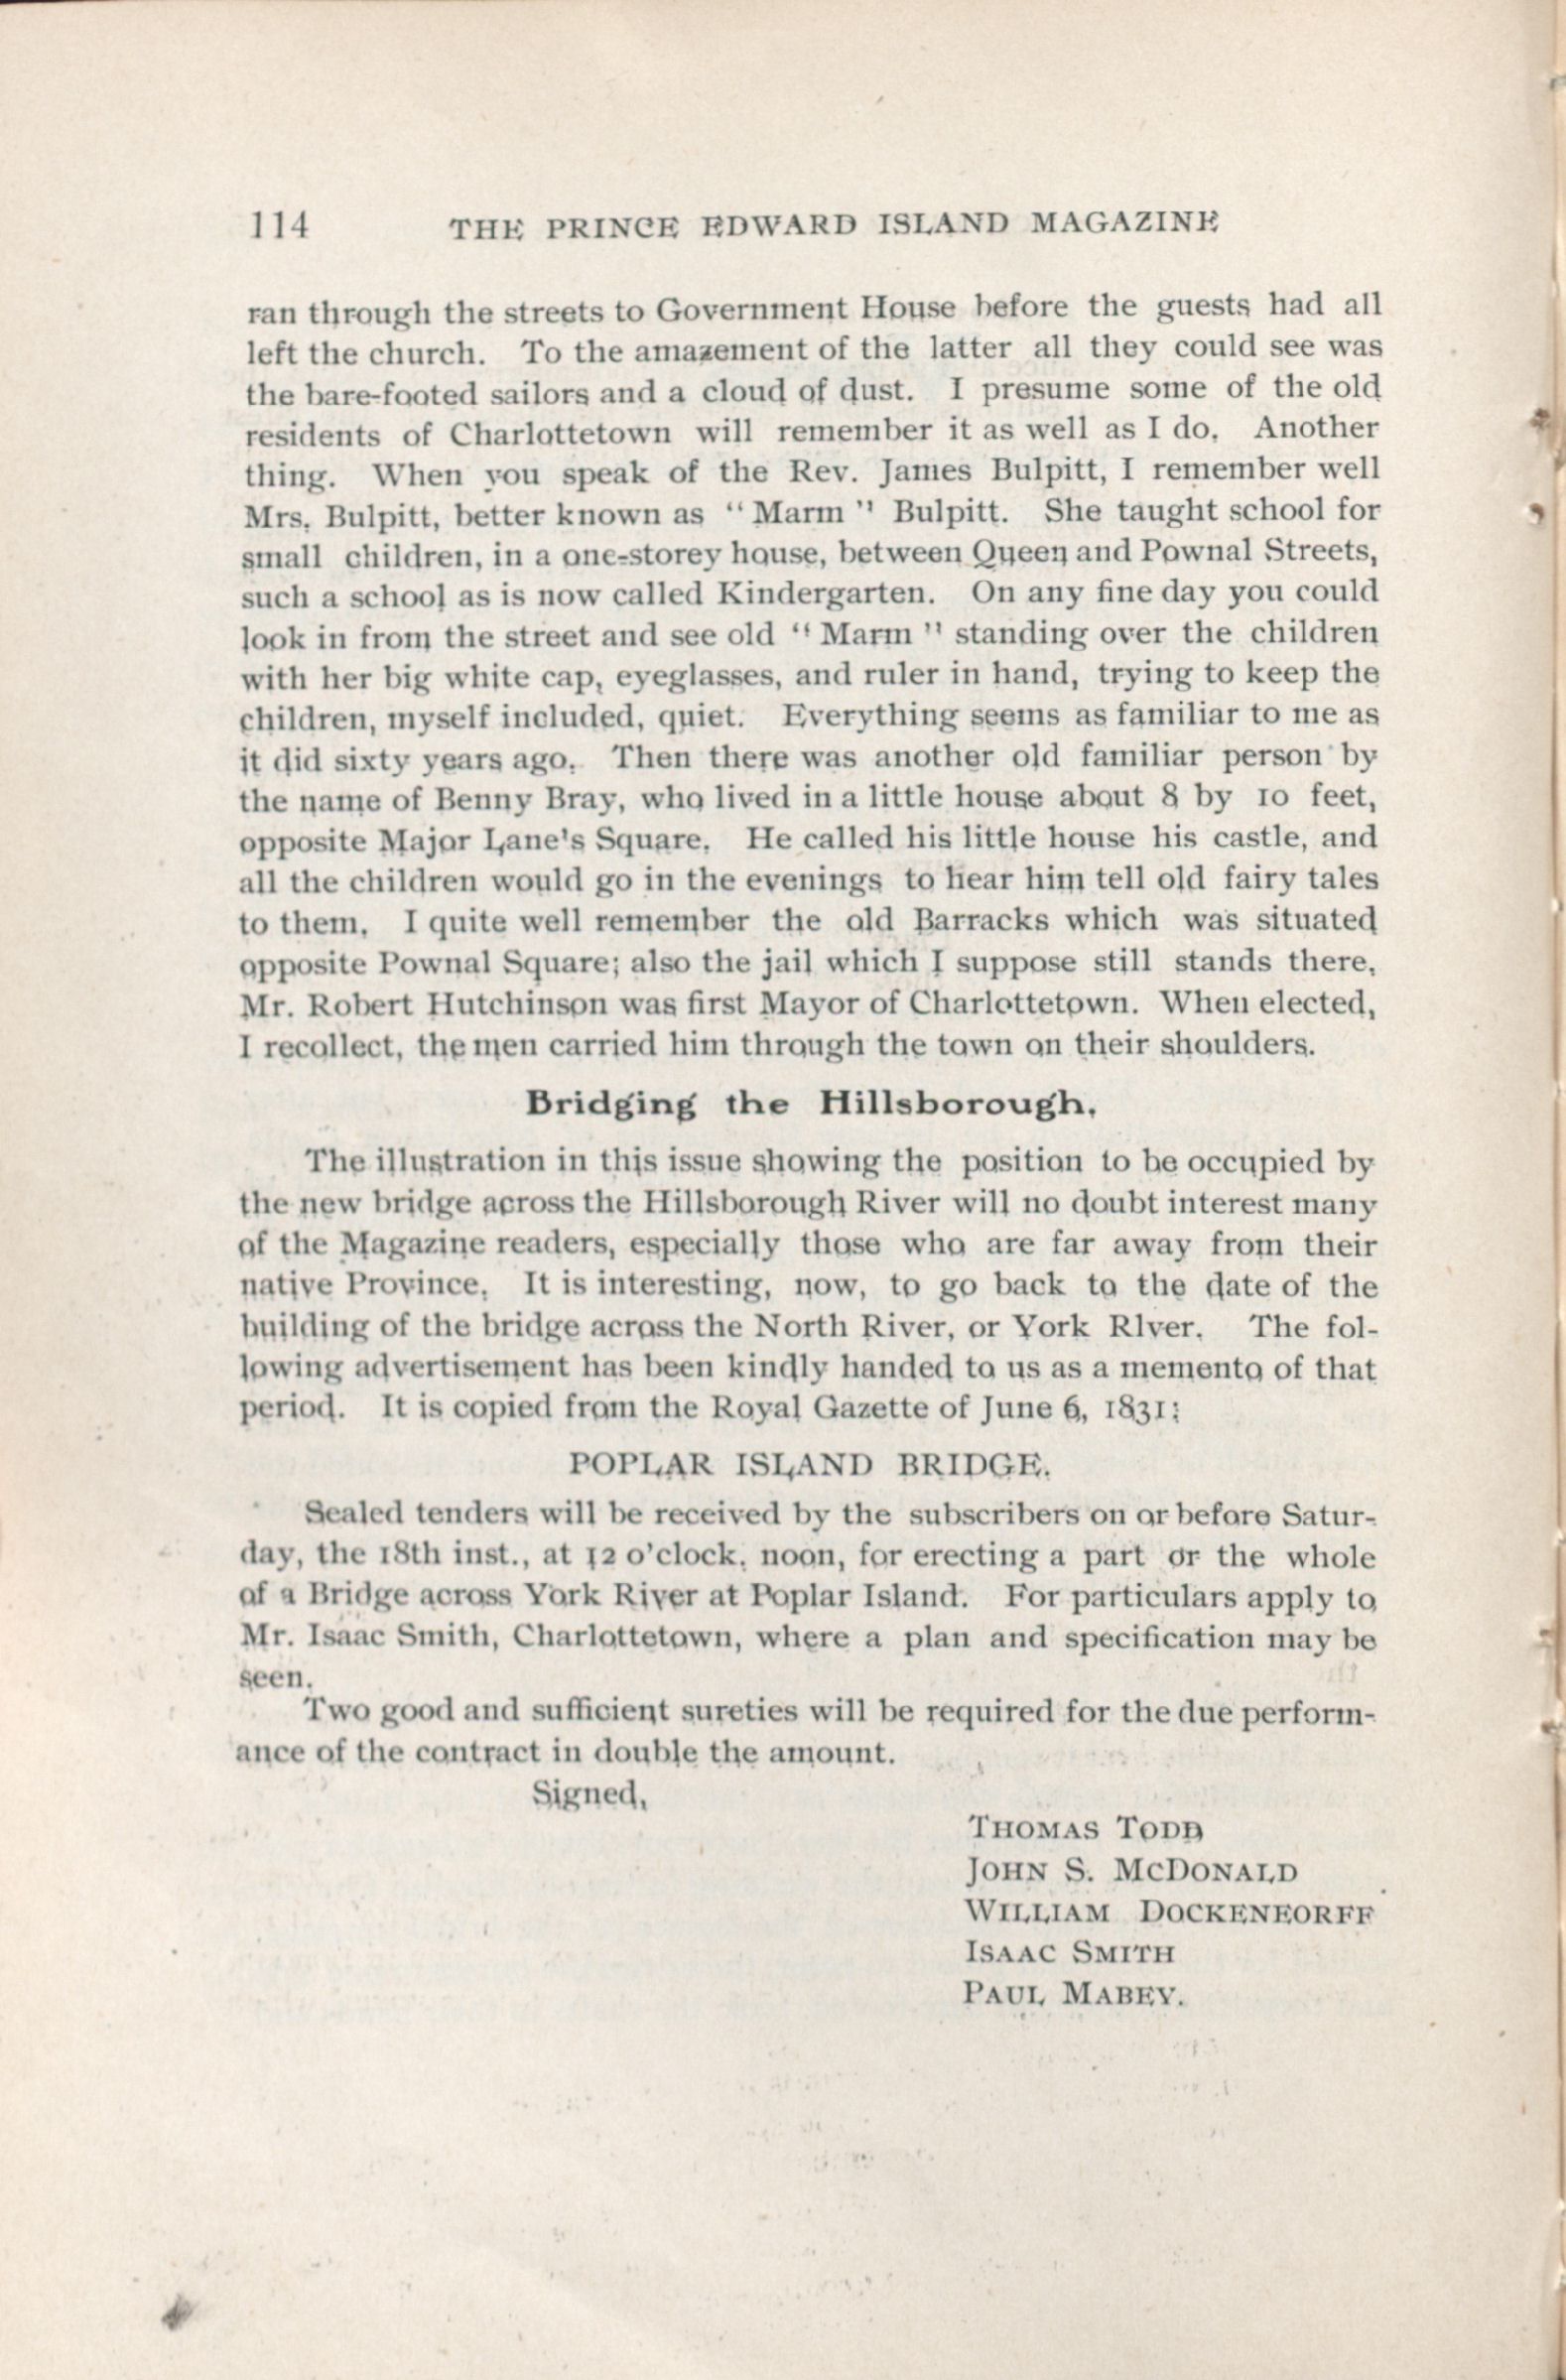 114 THE PRINCE EDWARD ISLAND MAGAZINE
ran through the streets to Government House before the guests had all
left the church. To the amazement of the latter all they could see was
the bare-footed sailors and a cloud of dust. I presume some of the old
residents of Charlottetown will remember it as well as I do. Another
thing. When you speak of the Rev. James Bulpitt, I remember well
Mrs. Bulpitt, better known as “Marm” Bulpitt. She taught school for
small children, in a one-storey house, between Queen and Pownal Streets,
such a school as is now called Kindergarten. On any fine day you could
look in from the street and see old “Marm” standing over the children
with her big white cap, eyeglasses, and ruler in hand, trying to keep the
children, myself included, quiet. Everything seems as familiar to me as
it did sixty years ago. Then there was another old familiar person by
the name of Benny Bray, who lived in a little house about 8 by 10 feet,
opposite Major Lane's Square. He called his little house his castle, and
all the children would go in the evenings to hear him tell old fairy tales
to them. I quite well remember the old Barracks which was situated
opposite Pownal Square; also the jail which I suppose still stands there.
Mr. Robert Hutchinson was first Mayor of Charlottetown. When elected,
I recollect, the men carried him through the town on their shoulders.
Bridging the Hillsborough.
The illustration in this issue showing the position to be occupied by
the new bridge across the Hillsborough River will no doubt interest many
of the Magazine readers, especially those who are far away from their
native Province. It is interesting, now, to go back to the date of the
building of the bridge across the North River, or York RIver. The fol-
lowing advertisement has been kindly handed to us as a memento of that
period. It is copied from the Royal Gazette of June 6, 1831:
POPLAR ISLAND BRIDGE.
Sealed tenders will be received by the subscribers on or before Satur-
day, the 18th inst., at 12 o'clock, noon, for erecting a part or the whole
of a Bridge across York River at Poplar Island. For particulars apply to
Mr. Isaac Smith, Charlottetown, where a plan and specification may be
seen.
Two good and sufficient sureties will be required for the due perform-
ance of the contract in double the amount.
Signed,
THOMAS TODD
JOHN S. MCDONALD
WILLIAM DOCKENEORFF
ISAAC SMITH
PAUL MABEY.